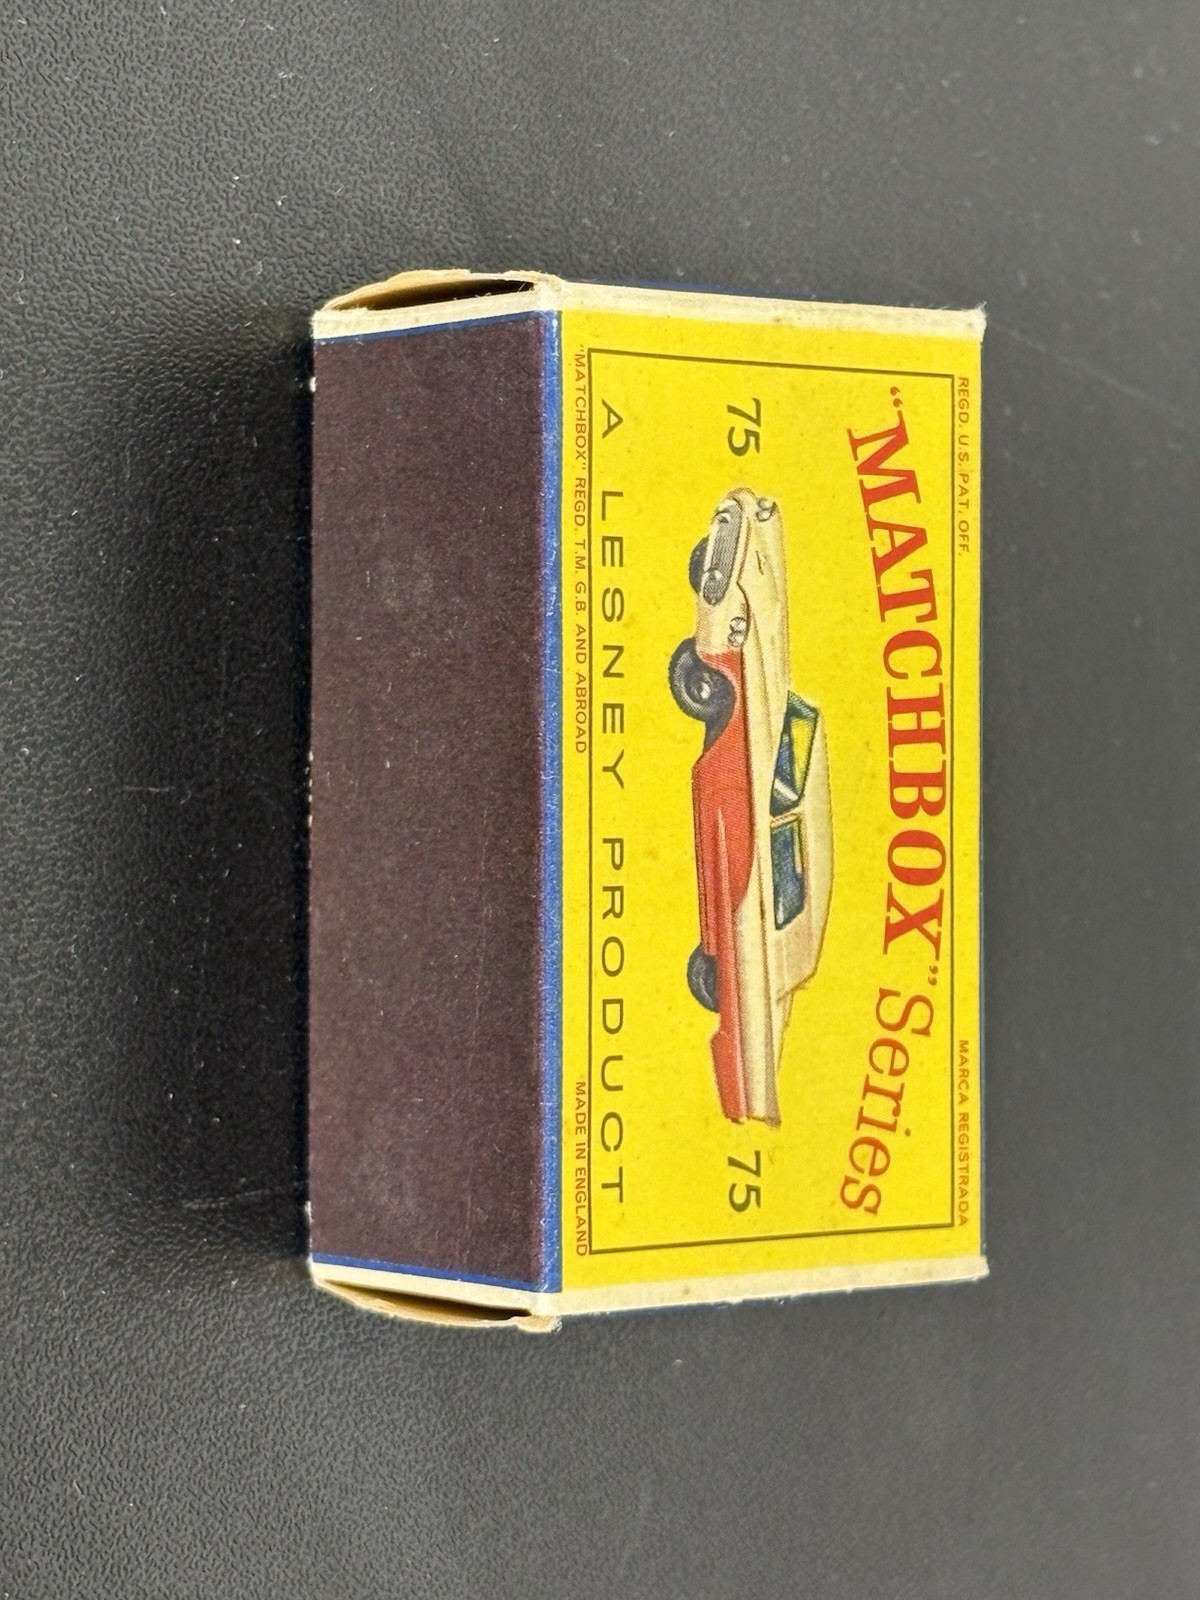 REGD. U.S. PAT. OFF. MARCA REGISTRADA
"MATCHBOX" Series
75 75
A LESNEY PRODUCT
"MATCHBOX" REGD. T.M. G.B. AND ABROAD MADE IN ENGLAND